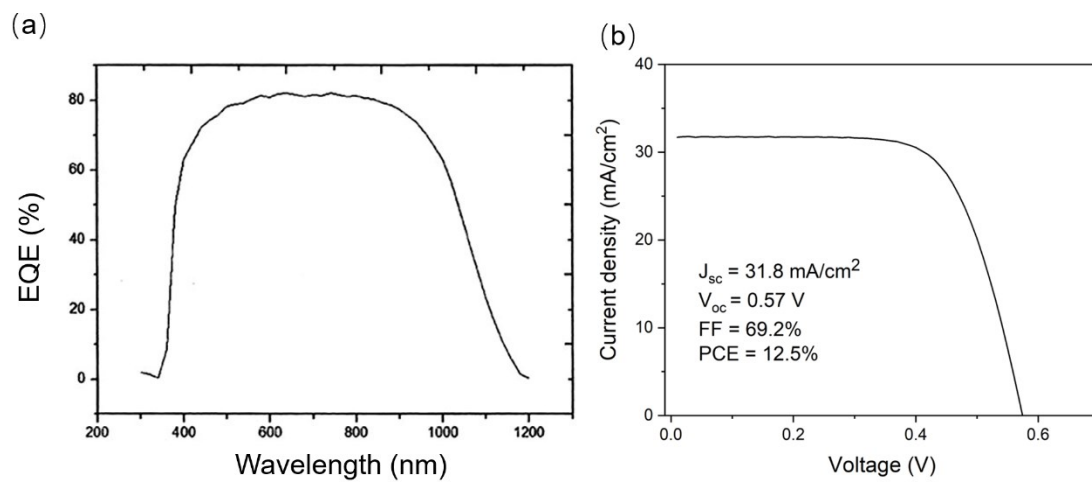 (a)
80
60
40
20
0
200
400
600
800
1000
1200
EQE (%)
Wavelength (nm)
(b)
40
30
20
10
0
0.0
0.2
0.4
0.6
Current density (mA/cm²)
Voltage (V)
J_sc = 31.8 mA/cm²
V_oc = 0.57 V
FF = 69.2%
PCE = 12.5%